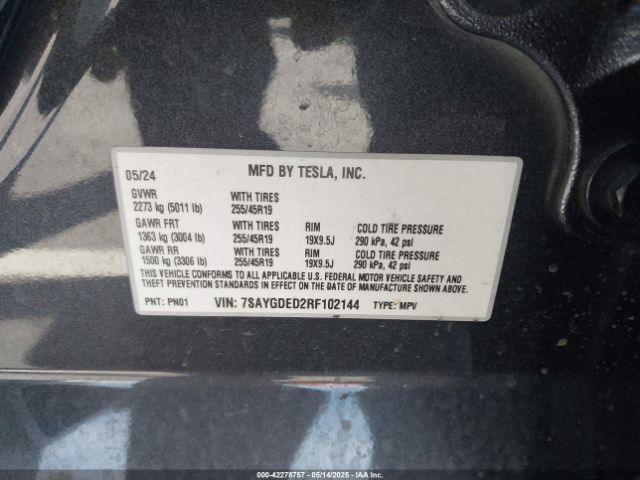 05/24 MFD BY TESLA, INC.
GVWR WITH TIRES
2273 kg (5011 lb) 255/45R19
GAWR FRT WITH TIRES RIM COLD TIRE PRESSURE
1363 kg (3004 lb) 255/45R19 19X9.5J 290 kPa, 42 psi
GAWR RR WITH TIRES RIM COLD TIRE PRESSURE
1500 kg (3306 lb) 255/45R19 19X9.5J 290 kPa, 42 psi
THIS VEHICLE CONFORMS TO ALL APPLICABLE U.S. FEDERAL MOTOR VEHICLE SAFETY AND
THEFT PREVENTION STANDARDS IN EFFECT ON THE DATE OF MANUFACTURE SHOWN ABOVE.
PNT: PN01 VIN: 7SAYGDED2RF102144 TYPE: MPV
000-42278757 - 05/14/2025 - IAAI.COM